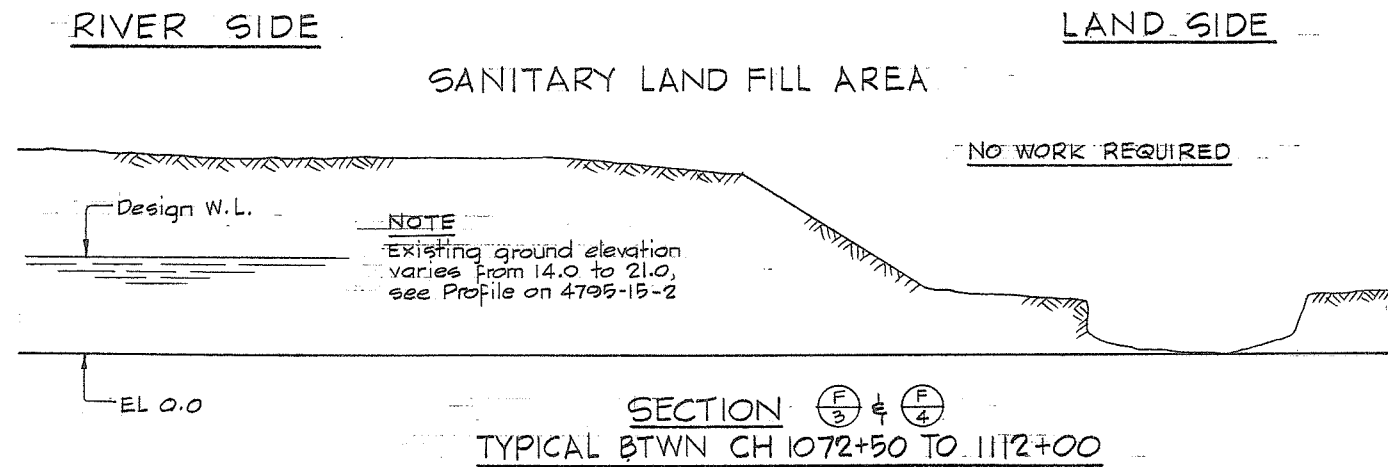 RIVER SIDE
LAND SIDE
SANITARY LAND FILL AREA
NO WORK REQUIRED
Design W.L.
NOTE
Existing ground elevation
varies from 14.0 to 21.0,
see Profile on 4795-15-2
EL 0.0
SECTION F/3 & F/4
TYPICAL BTWN CH 1072+50 TO 1112+00